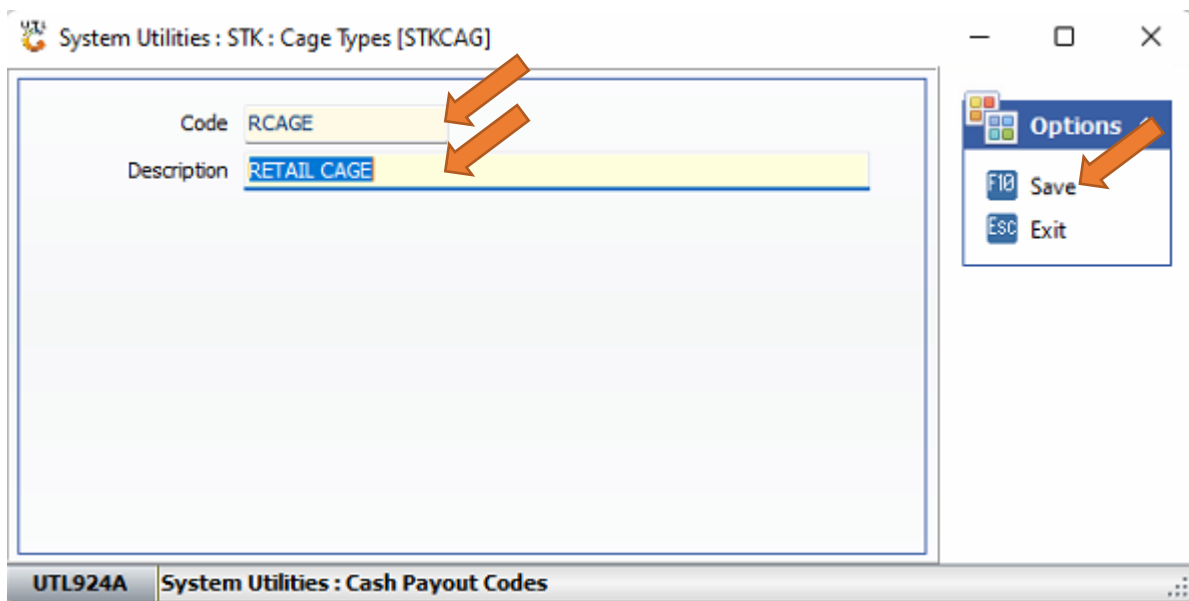 UTL
System Utilities : STK : Cage Types [STKCAG]
Code RCAGE
Description RETAIL CAGE
Options
F10 Save
Esc Exit
UTL924A System Utilities : Cash Payout Codes